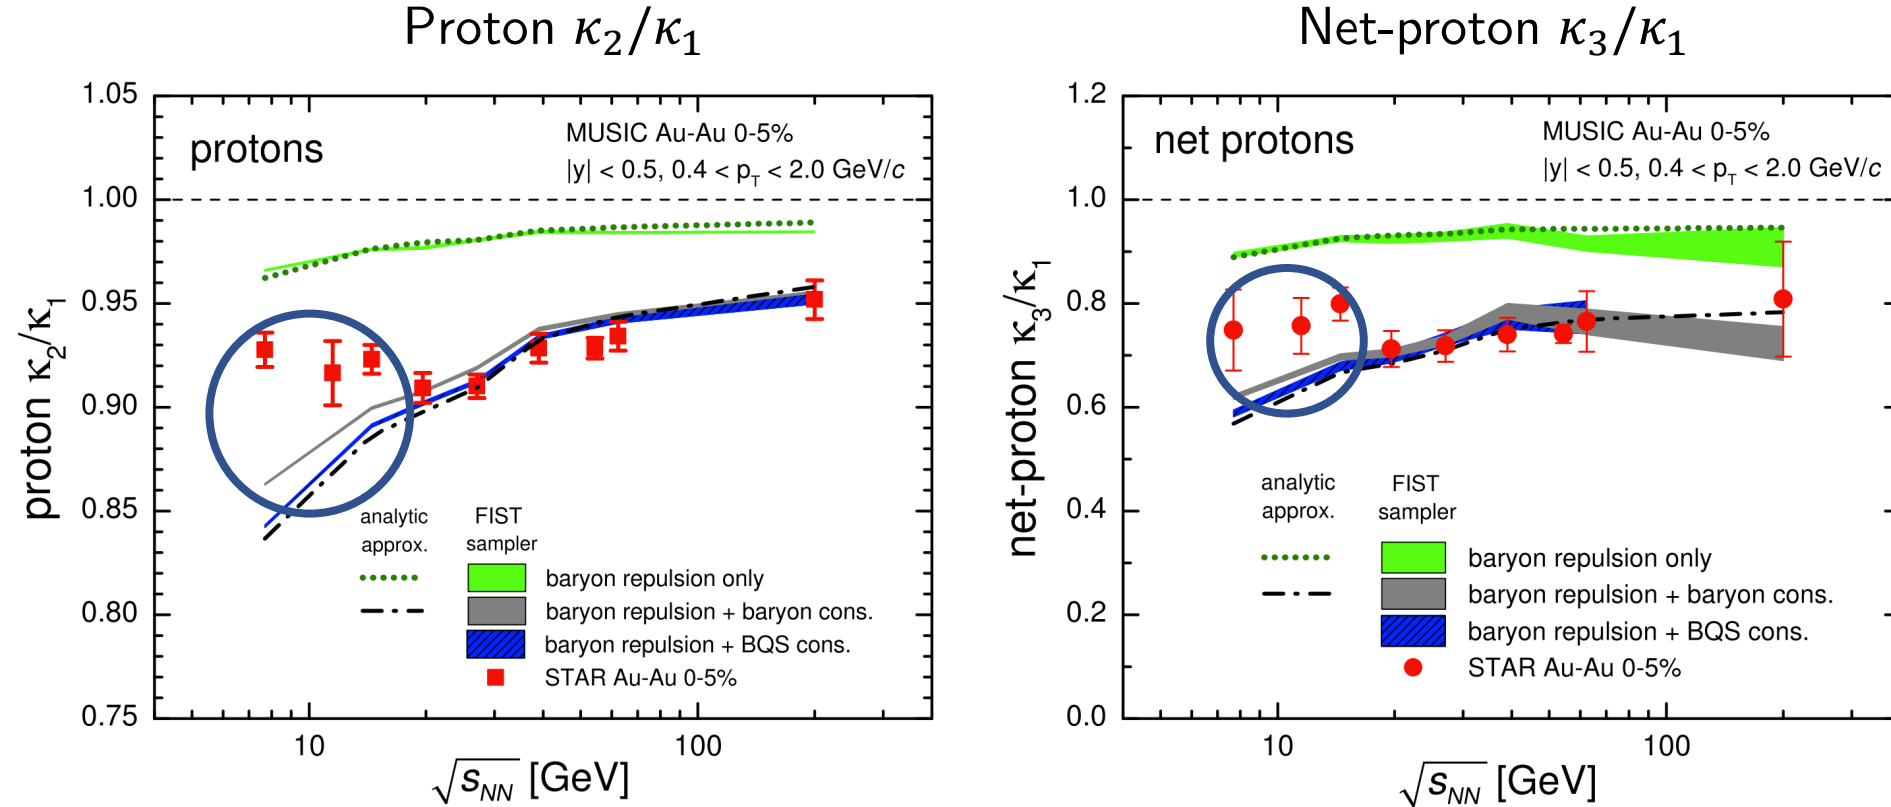 Proton κ₂/κ₁
1.05
1.00
0.95
0.90
0.85
0.80
0.75
proton κ₂/κ₁
protons
MUSIC Au-Au 0-5%
|y| < 0.5, 0.4 < p_T < 2.0 GeV/c
analytic approx.
FIST sampler
baryon repulsion only
baryon repulsion + baryon cons.
baryon repulsion + BQS cons.
STAR Au-Au 0-5%
10 100
√s_NN [GeV]
Net-proton κ₃/κ₁
1.2
1.0
0.8
0.6
0.4
0.2
0.0
net-proton κ₃/κ₁
net protons
MUSIC Au-Au 0-5%
|y| < 0.5, 0.4 < p_T < 2.0 GeV/c
analytic approx.
FIST sampler
baryon repulsion only
baryon repulsion + baryon cons.
baryon repulsion + BQS cons.
STAR Au-Au 0-5%
10 100
√s_NN [GeV]